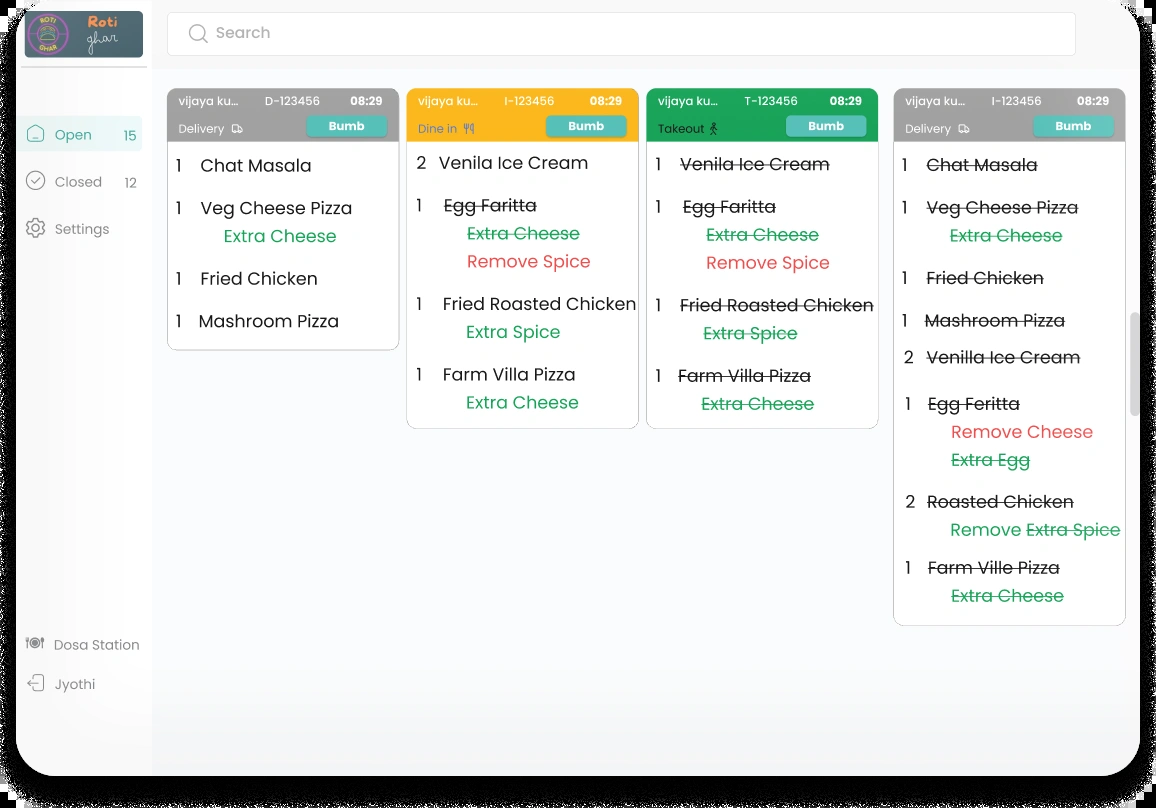 ROTI
GHAR
Roti
ghar
Search
Open 15
Closed 12
Settings
Dosa Station
Jyothi
vijaya ku... D-123456 08:29
Delivery Bumb
1 Chat Masala
1 Veg Cheese Pizza
Extra Cheese
1 Fried Chicken
1 Mashroom Pizza
vijaya ku... I-123456 08:29
Dine in Bumb
2 Venila Ice Cream
1 Egg Faritta
Extra Cheese
Remove Spice
1 Fried Roasted Chicken
Extra Spice
1 Farm Villa Pizza
Extra Cheese
vijaya ku... T-123456 08:29
Takeout Bumb
1 Venila Ice Cream
1 Egg Faritta
Extra Cheese
Remove Spice
1 Fried Roasted Chicken
Extra Spice
1 Farm Villa Pizza
Extra Cheese
vijaya ku... I-123456 08:29
Delivery Bumb
1 Chat Masala
1 Veg Cheese Pizza
Extra Cheese
1 Fried Chicken
1 Mashroom Pizza
2 Venilla Ice Cream
1 Egg Feritta
Remove Cheese
Extra Egg
2 Roasted Chicken
Remove Extra Spice
1 Farm Ville Pizza
Extra Cheese